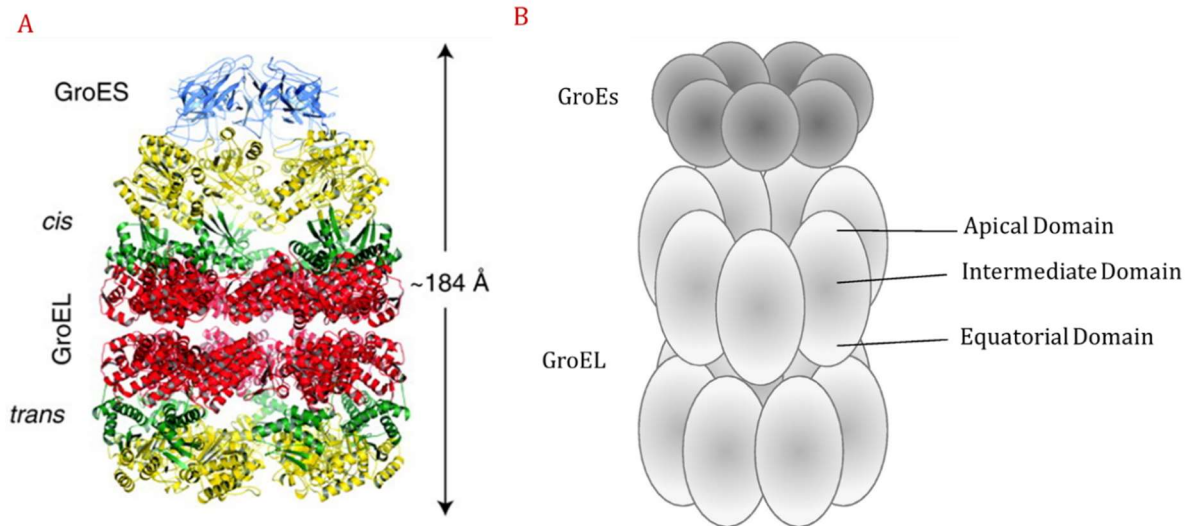 A
GroES
cis
GroEL
trans
~184 Å
B
GroEs
Apical Domain
Intermediate Domain
GroEL
Equatorial Domain